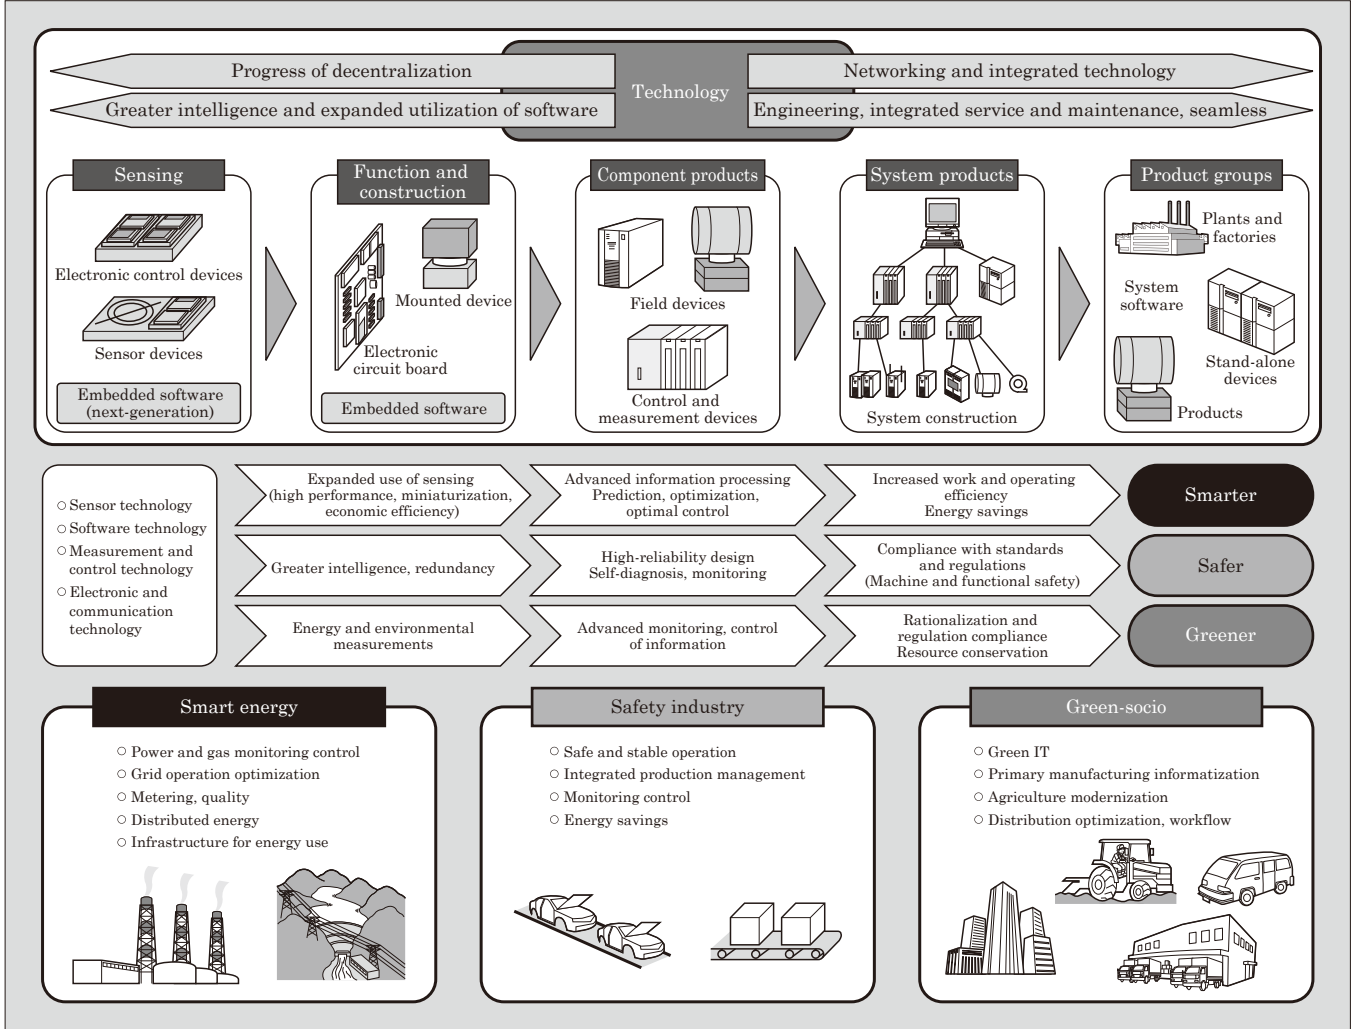 Progress of decentralization
Greater intelligence and expanded utilization of software
Technology
Networking and integrated technology
Engineering, integrated service and maintenance, seamless
Sensing
Electronic control devices
Sensor devices
Embedded software
(next-generation)
Function and
construction
Mounted device
Electronic
circuit board
Embedded software
Component products
Field devices
Control and
measurement devices
System products
System construction
Product groups
Plants and
factories
System
software
Stand-alone
devices
Products
○ Sensor technology
○ Software technology
○ Measurement and
control technology
○ Electronic and
communication
technology
Expanded use of sensing
(high performance, miniaturization,
economic efficiency)
Advanced information processing
Prediction, optimization,
optimal control
Increased work and operating
efficiency
Energy savings
Smarter
Greater intelligence, redundancy
High-reliability design
Self-diagnosis, monitoring
Compliance with standards
and regulations
(Machine and functional safety)
Safer
Energy and environmental
measurements
Advanced monitoring, control
of information
Rationalization and
regulation compliance
Resource conservation
Greener
Smart energy
○ Power and gas monitoring control
○ Grid operation optimization
○ Metering, quality
○ Distributed energy
○ Infrastructure for energy use
Safety industry
○ Safe and stable operation
○ Integrated production management
○ Monitoring control
○ Energy savings
Green-socio
○ Green IT
○ Primary manufacturing informatization
○ Agriculture modernization
○ Distribution optimization, workflow